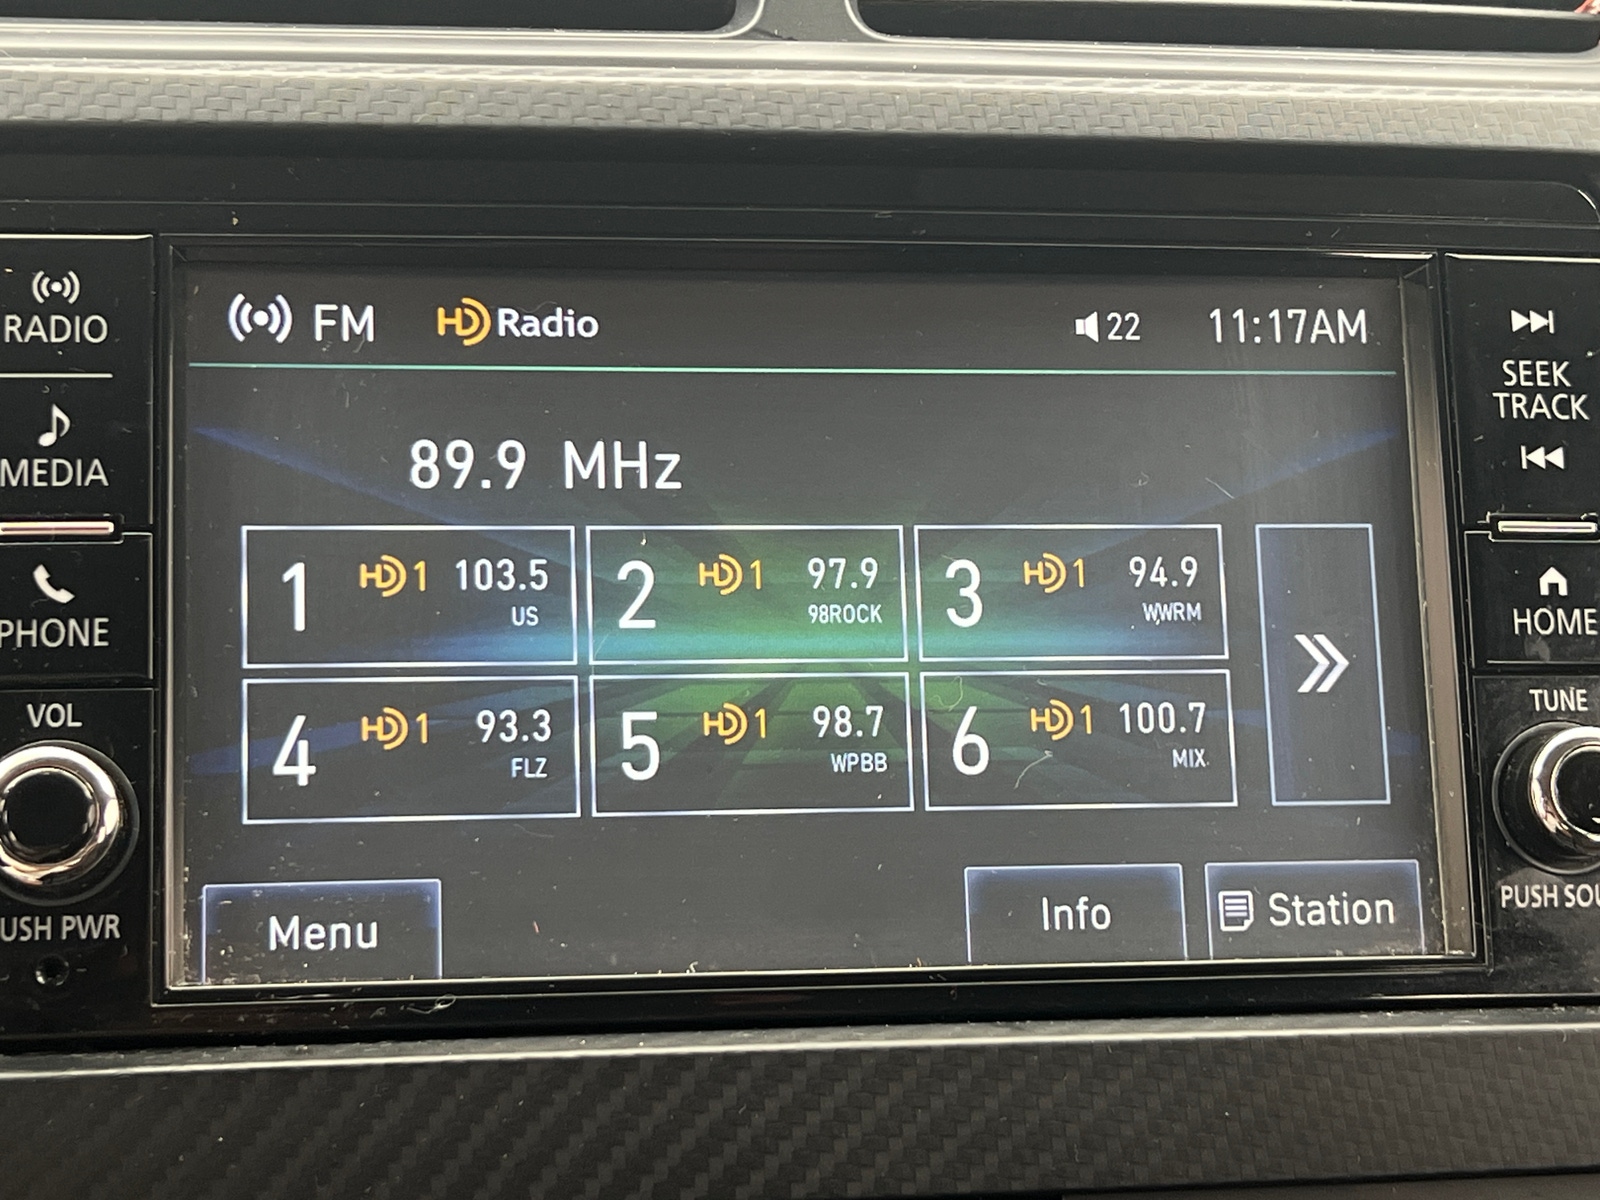 RADIO
MEDIA
PHONE
VOL
USH PWR
FM HD Radio 22 11:17AM
89.9 MHz
1 HD 1 103.5
US
2 HD 1 97.9
98ROCK
3 HD 1 94.9
WWRM
4 HD 1 93.3
FLZ
5 HD 1 98.7
WPBB
6 HD 1 100.7
MIX
Menu
Info
Station
SEEK
TRACK
HOME
TUNE
PUSH SOU